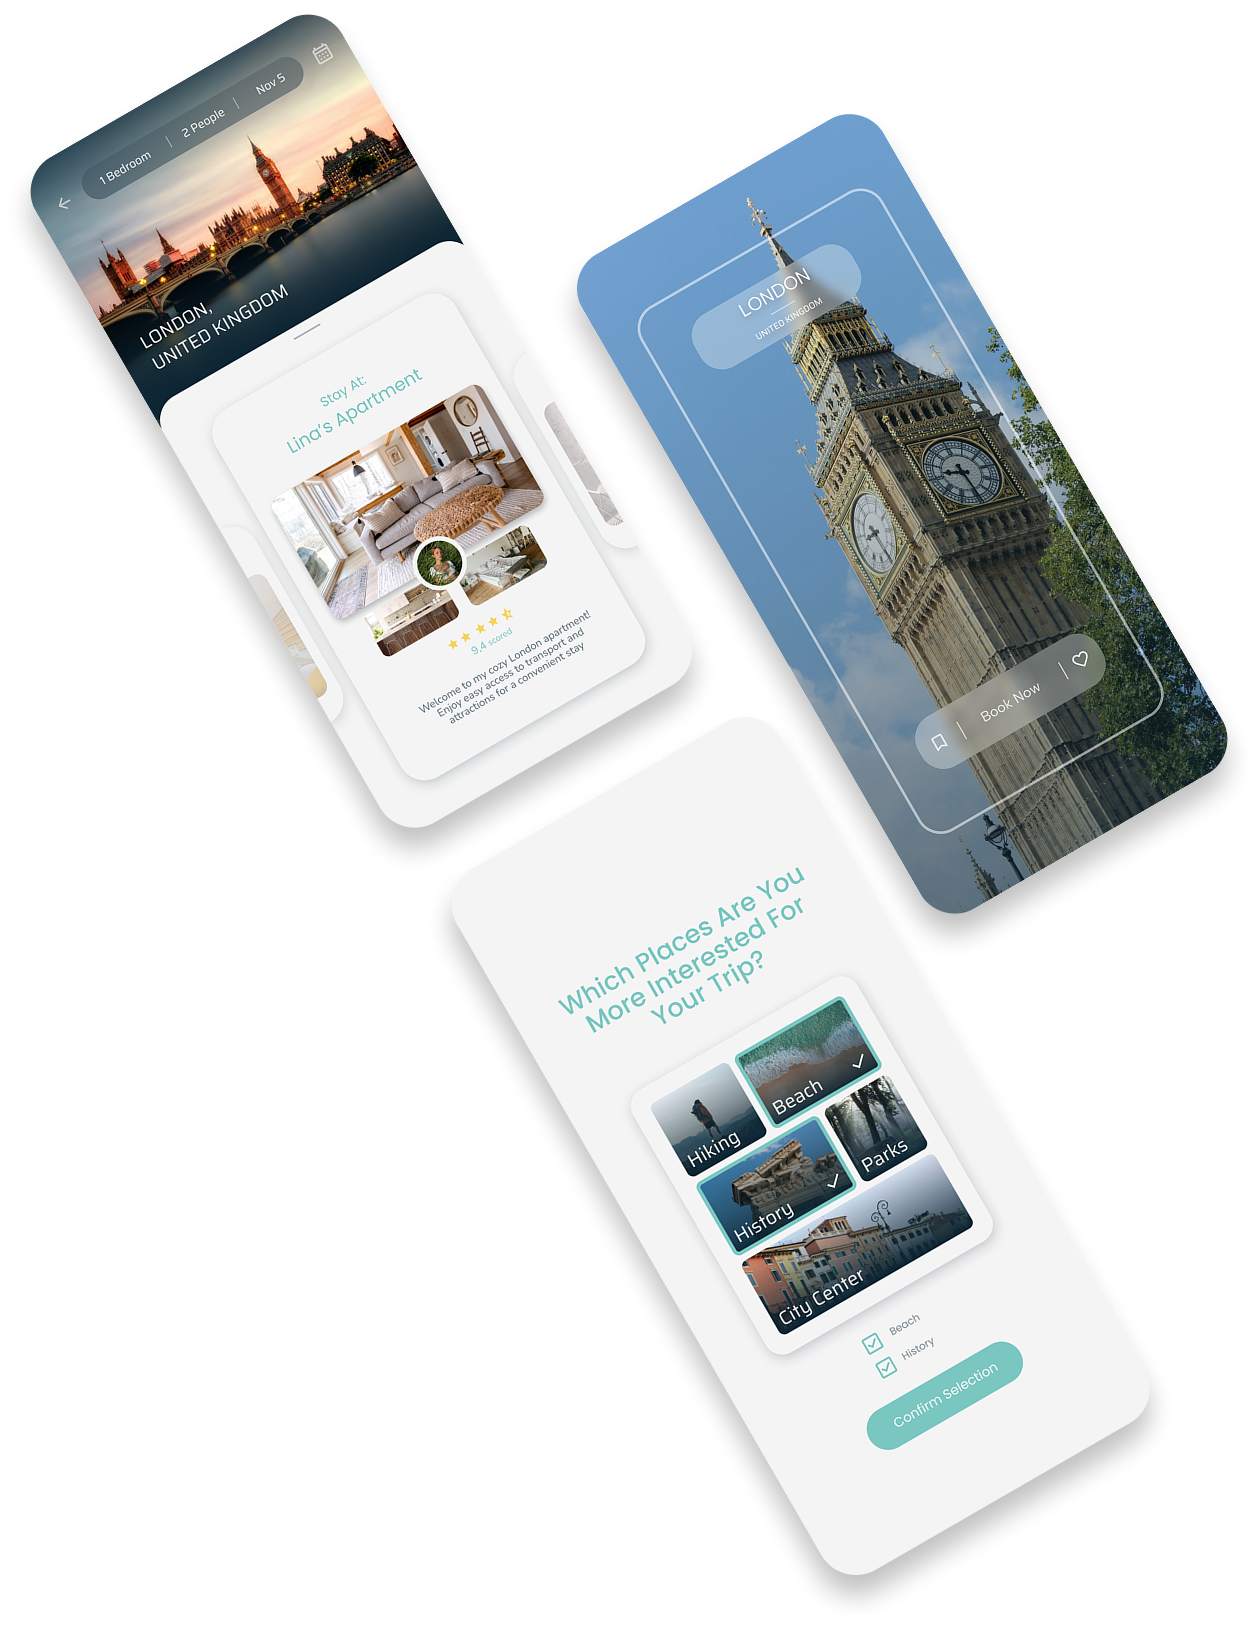 1 Bedroom | 2 People | Nov 5
LONDON,
UNITED KINGDOM
Stay At:
Lina's Apartment
9,4 scored
Welcome to my cozy London apartment!
Enjoy easy access to transport and
attractions for a convenient stay
LONDON
UNITED KINGDOM
Book Now
Which Places Are You
More Interested For
Your Trip?
Hiking
Beach
History
Parks
City Center
Beach
History
Confirm Selection